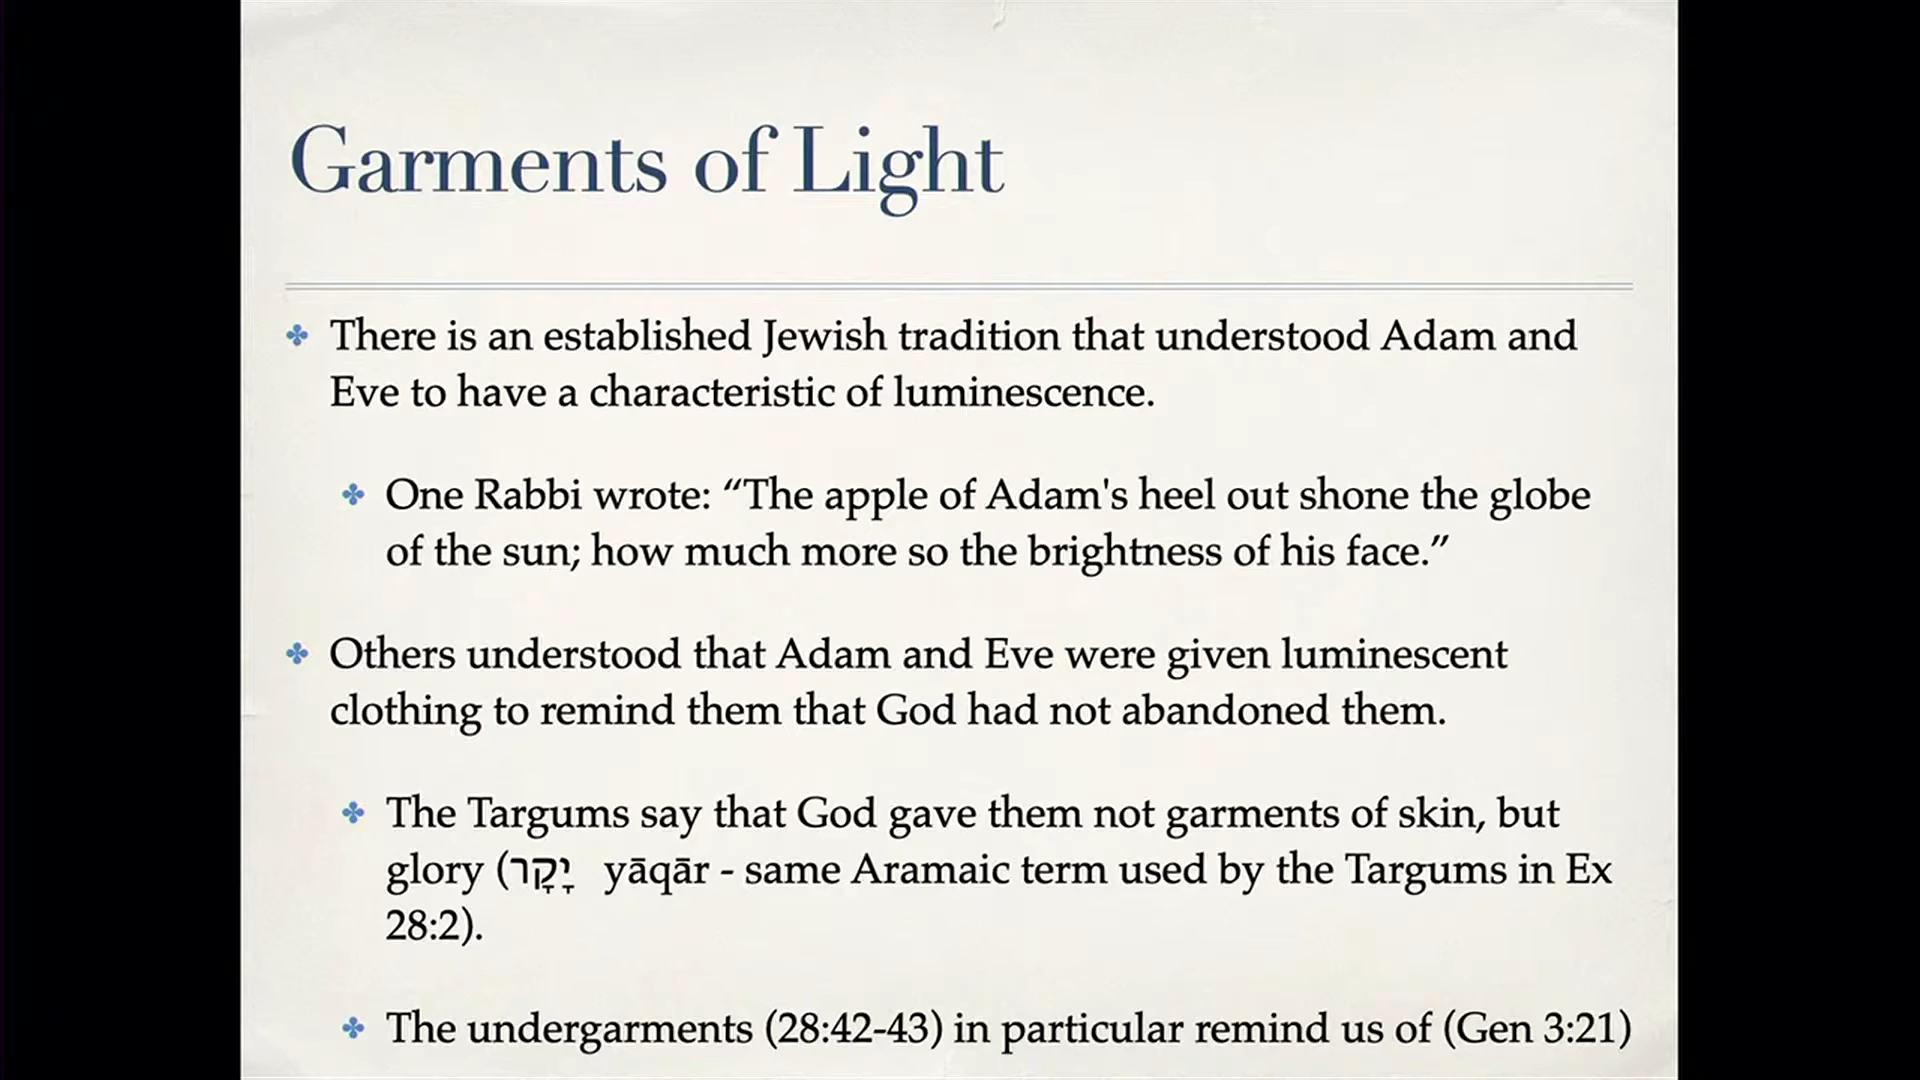 Garments of Light
There is an established Jewish tradition that understood Adam and
Eve to have a characteristic of luminescence.
One Rabbi wrote: “The apple of Adam's heel out shone the globe
of the sun; how much more so the brightness of his face.”
Others understood that Adam and Eve were given luminescent
clothing to remind them that God had not abandoned them.
The Targums say that God gave them not garments of skin, but
glory (יָקָר yāqār - same Aramaic term used by the Targums in Ex
28:2).
The undergarments (28:42-43) in particular remind us of (Gen 3:21)